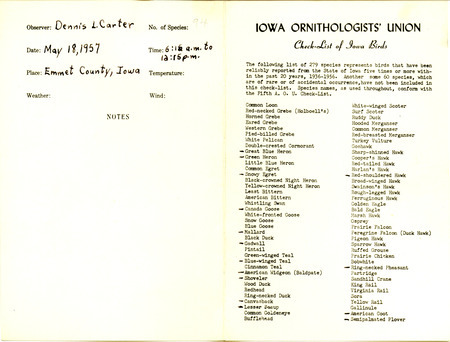 Observer: Dennis L Carter
No. of Species:
Date: May 18, 1957
Time: 5:15 a.m. to
12:15 p.m.
Place: Emmet County, Iowa
Temperature:
Weather:
Wind:
NOTES
IOWA ORNITHOLOGISTS' UNION
Check-List of Iowa Birds
The following list of 279 species represents birds that have been
reliably reported from the State of Iowa five times or more with-
in the past 20 years, 1936-1956. Another some 60 species, which
are of rare or of accidental occurrence, have not been included in
this check-list. Species names, as used throughout, conform with
the Fifth A. O. U. Check-list.
Common Loon
Red-necked Grebe (Holboell's)
Horned Grebe
Eared Grebe
Western Grebe
Pied-billed Grebe
White Pelican
Double-crested Cormorant
— Great Blue Heron
— Green Heron
Little Blue Heron
Common Egret
— Snowy Egret
Black-crowned Night Heron
Yellow-crowned Night Heron
Least Bittern
American Bittern
Whistling Swan
— Canada Goose
White-fronted Goose
Snow Goose
Blue Goose
— Mallard
Black Duck
— Gadwall
Pintail
Green-winged Teal
— Blue-winged Teal
Cinnamon Teal
— American Widgeon (Baldpate)
— Shoveler
Wood Duck
Redhead
Ring-necked Duck
— Canvasback
— Lesser Scaup
Common Goldeneye
Bufflehead
White-winged Scoter
Surf Scoter
Ruddy Duck
Hooded Merganser
Common Merganser
Red-breasted Merganser
Turkey Vulture
Goshawk
Sharp-shinned Hawk
Cooper's Hawk
Red-tailed Hawk
Harlan's Hawk
— Red-shouldered Hawk
Broad-winged Hawk
Swainson's Hawk
Rough-legged Hawk
Ferruginous Hawk
Golden Eagle
Bald Eagle
Marsh Hawk
Osprey
Prairie Falcon
Peregrine Falcon (Duck Hawk)
Pigeon Hawk
Sparrow Hawk
Ruffed Grouse
Prairie Chicken
Bobwhite
— Ring-necked Pheasant
Partridge
Sandhill Crane
King Rail
Virginia Rail
Sora
Yellow Rail
Gallinule
— American Coot
— Semipalmated Plover